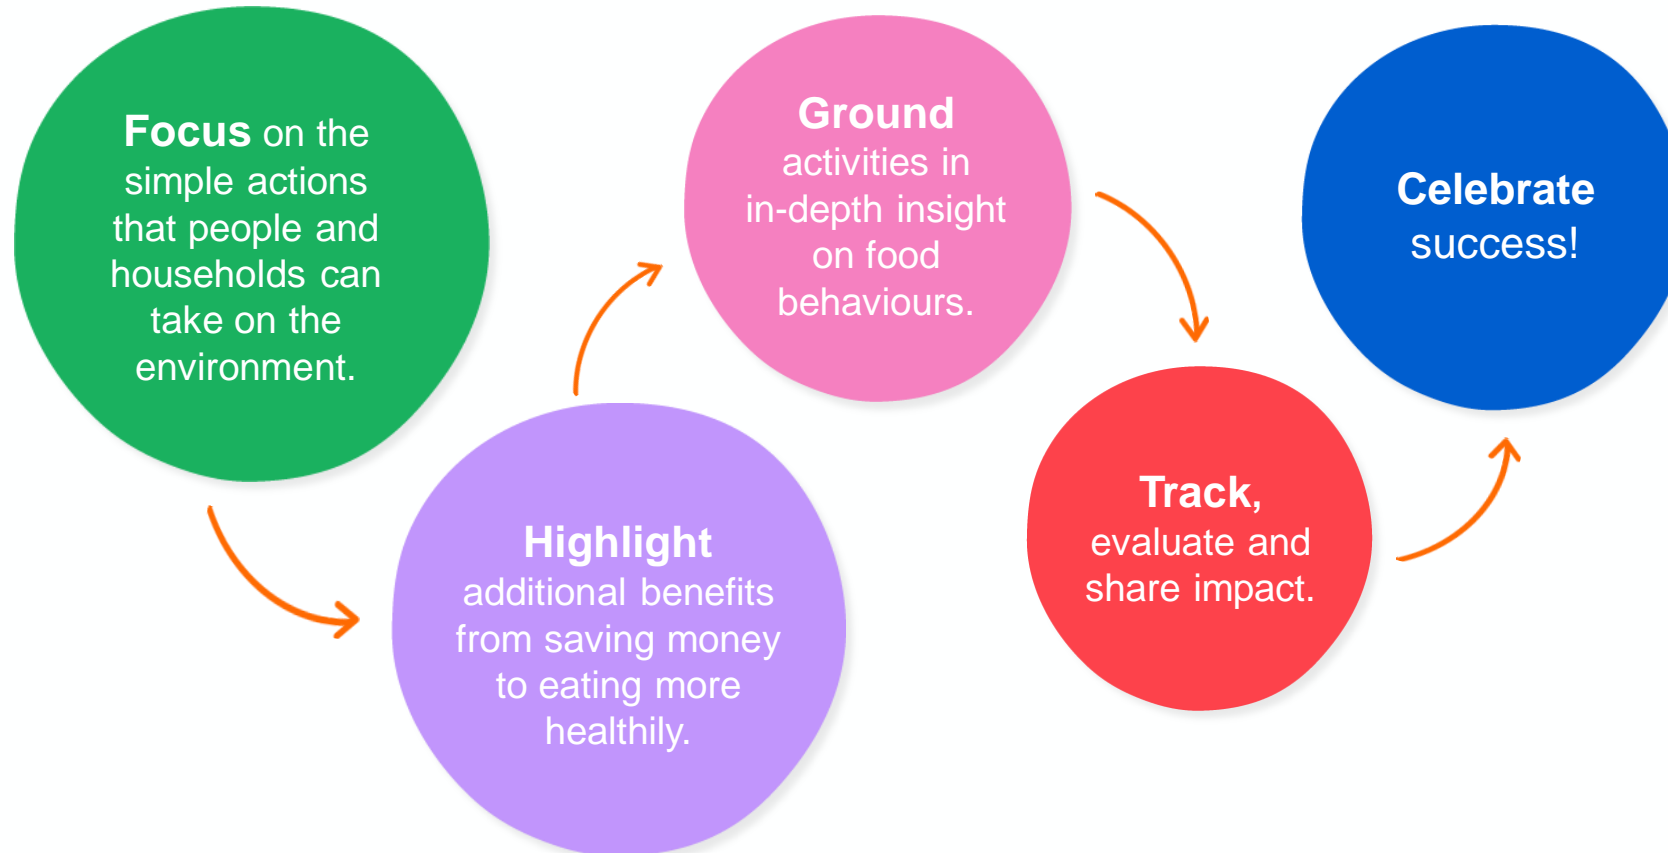 Focus on the
simple actions
that people and
households can
take on the
environment.
Highlight
additional benefits
from saving money
to eating more
healthily.
Ground
activities in
in-depth insight
on food
behaviours.
Track,
evaluate and
share impact.
Celebrate
success!